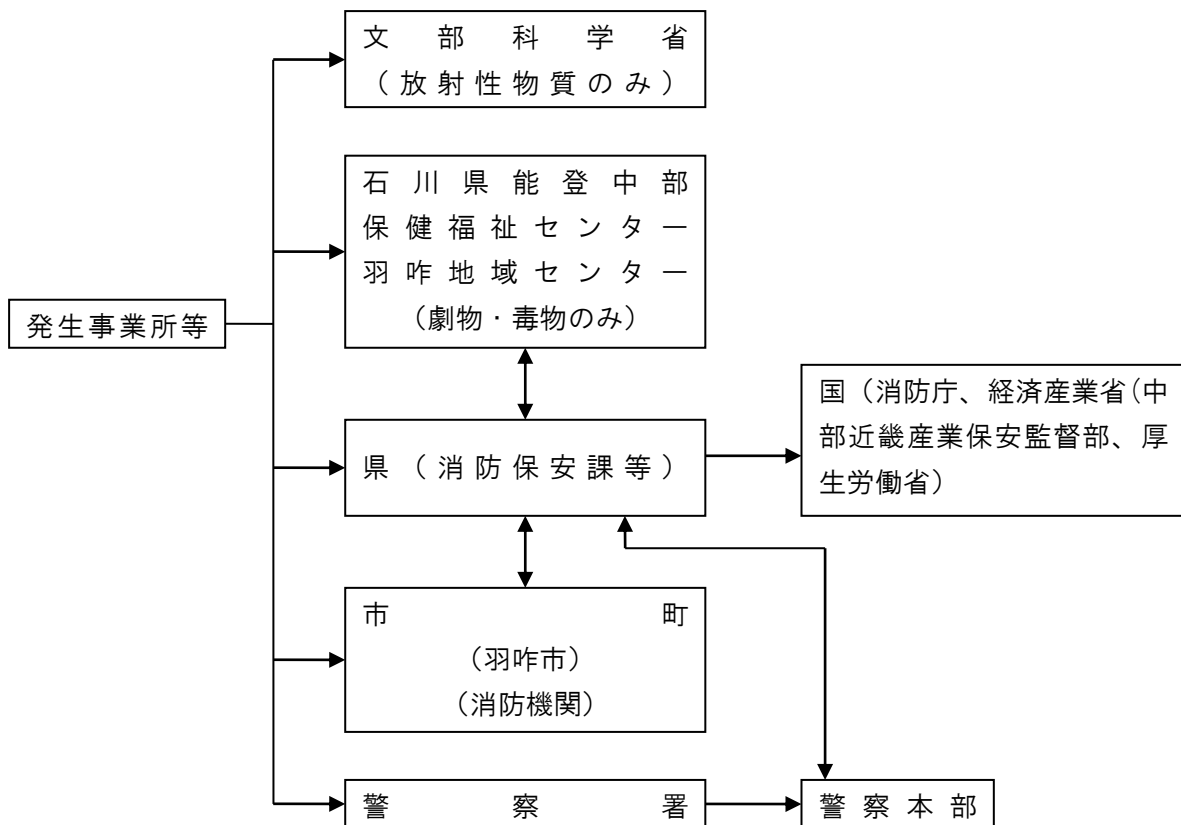 文部科学省
（放射性物質のみ）
石川県能登中部
保健福祉センター
羽咋地域センター
（劇物・毒物のみ）
発生事業所等
国（消防庁、経済産業省（中
部近畿産業保安監督部、厚
生労働省）
県（消防保安課等）
市町
（羽咋市）
（消防機関）
警察署
警察本部